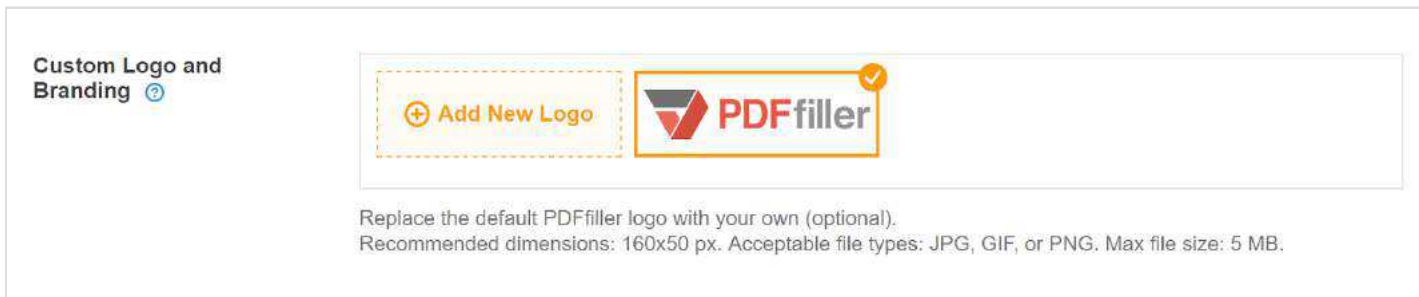 Custom Logo and
Branding ?
Add New Logo
PDFfiller
Replace the default PDFfiller logo with your own (optional).
Recommended dimensions: 160x50 px. Acceptable file types: JPG, GIF, or PNG. Max file size: 5 MB.